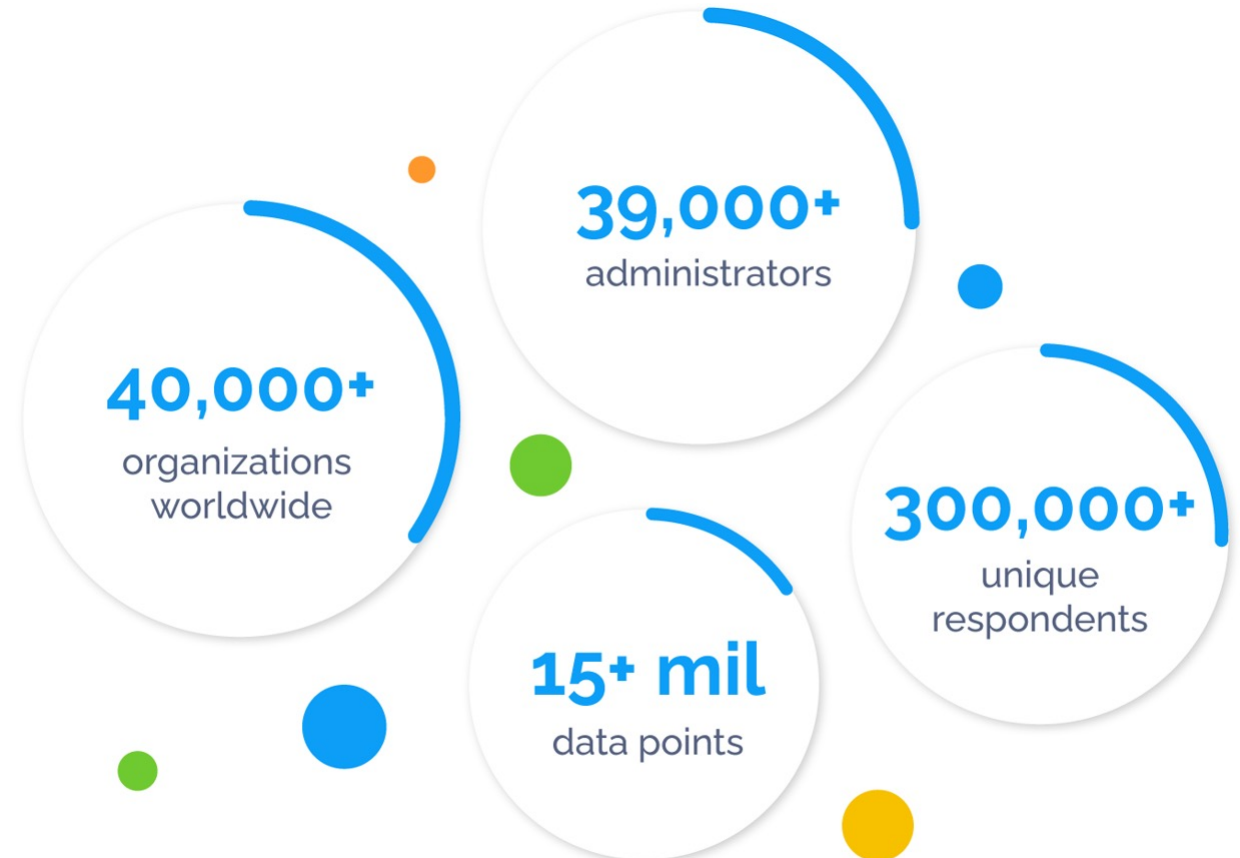 39,000+
administrators
40,000+
organizations
worldwide
300,000+
unique
respondents
15+ mil
data points